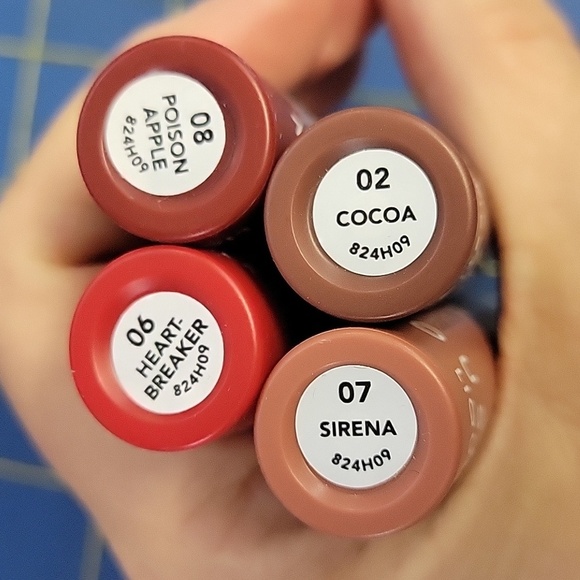 08
POISON
APPLE
824H09
02
COCOA
824H09
06
HEART-
BREAKER
824H09
07
SIRENA
824H09